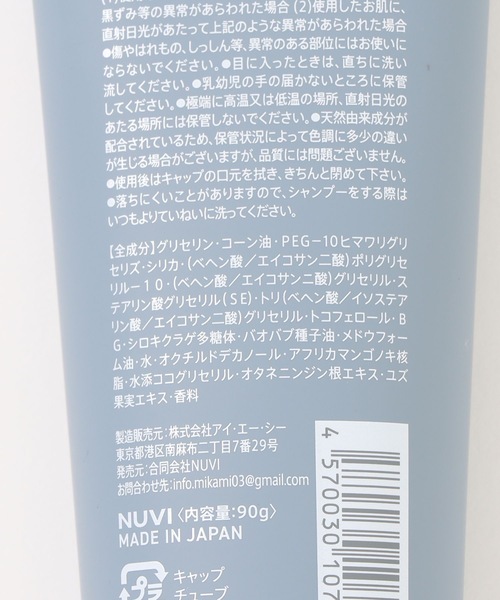 黒ずみ等の異常があらわれた場合 (2)使用したお肌に、
直射日光があたって上記のような異常があらわれた場合
●傷やはれもの、しっしん等、異常のある部位にはお使いに
ならないでください。●目に入ったときは、直ちに洗い
流してください。●乳幼児の手の届かないところに保管
してください。●極端に高温又は低温の場所、直射日光の
あたる場所には保管しないでください。●天然由来成分が
配合されているため、保管状況によって色調に多少の違い
が生じる場合がございますが、品質には問題ございません。
●使用後はキャップの口元を拭き、きちんと閉めて下さい。
●落ちにくいことがありますので、シャンプーをする際は
いつもよりていねいに洗ってください。
【全成分】グリセリン・コーン油・PEG-10ヒマワリグリ
セリズ・シリカ・(ベヘン酸/エイコサン二酸)ポリグリセ
リル-10・(ベヘン酸/エイコサン二酸)グリセリル・ス
テアリン酸グリセリル(SE)・トリ(ベヘン酸/イソステア
リン酸/エイコサン二酸)グリセリル・トコフェロール・B
G・シロキクラゲ多糖体・バオバブ種子油・メドウフォー
ム油・水・オクチルドデカノール・アフリカマンゴノキ核
脂・水添ココグリセリル・オタネニンジン根エキス・ユズ
果実エキス・香料
製造販売元:株式会社アイ・エー・シー
東京都港区南麻布二丁目7番29号
発売元:合同会社NUVI
お問合わせ先:info.mikami03@gmail.com
NUVI〈内容量:90g〉
MADE IN JAPAN
4 570030 107
プラ
キャップ
チューブ